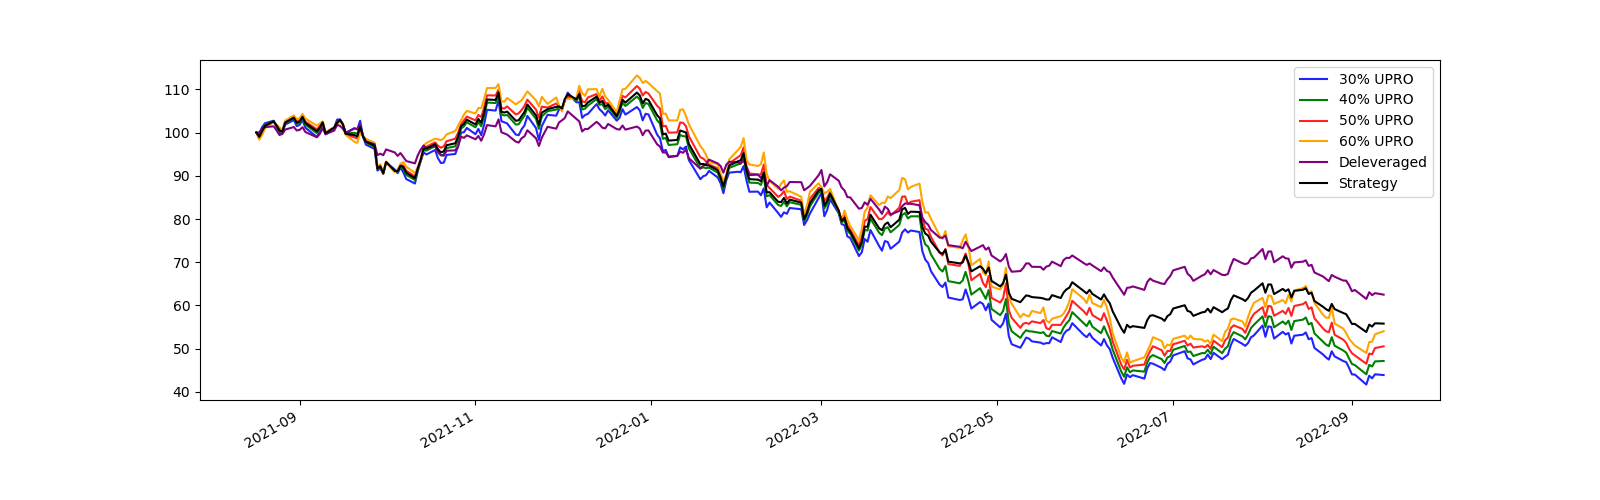 110
100
90
80
70
60
50
40
2021-09
2021-11
2022-01
2022-03
2022-05
2022-07
2022-09
30% UPRO
40% UPRO
50% UPRO
60% UPRO
Deleveraged
Strategy